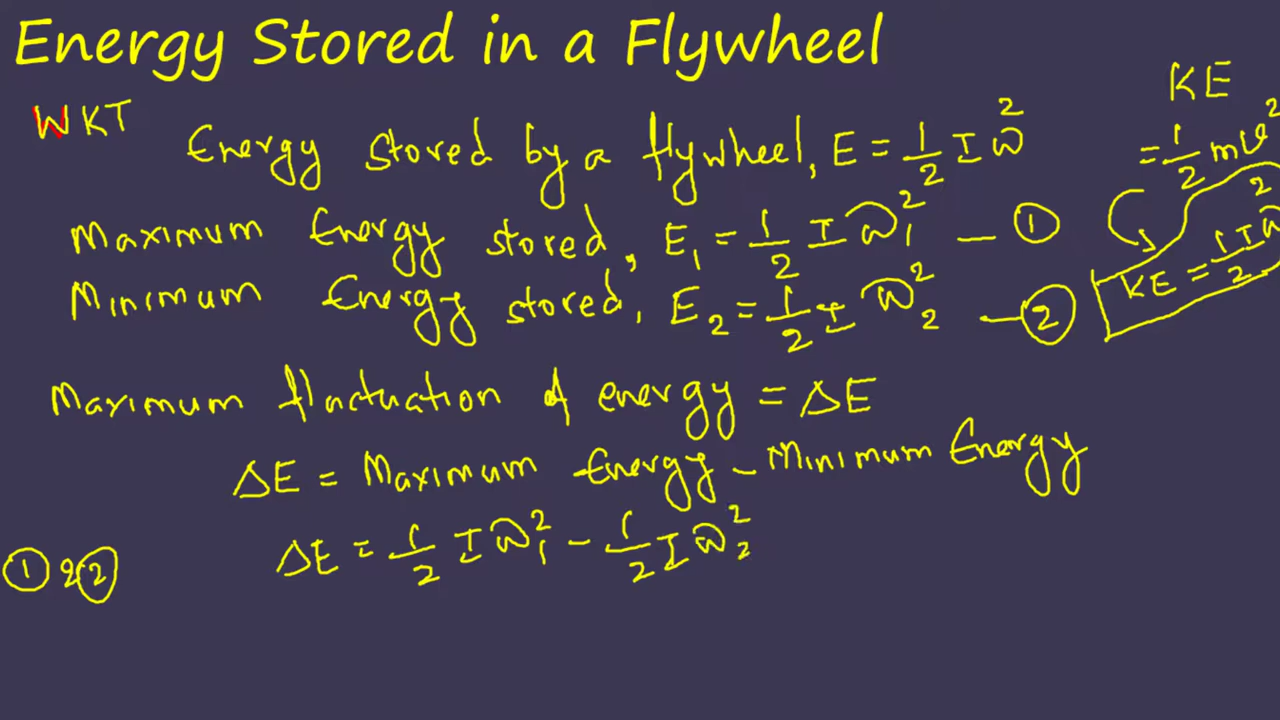 Energy Stored in a Flywheel
WKT
Energy stored by a flywheel, E = 1/2 I ω²
KE
= 1/2 mv²
Maximum Energy stored, E₁ = 1/2 I ω₁² — ①
KE = 1/2 I ω²
Minimum Energy stored, E₂ = 1/2 I ω₂² — ②
Maximum fluctuation of energy = ΔE
ΔE = Maximum Energy – Minimum Energy
① & ② ΔE = 1/2 I ω₁² – 1/2 I ω₂²